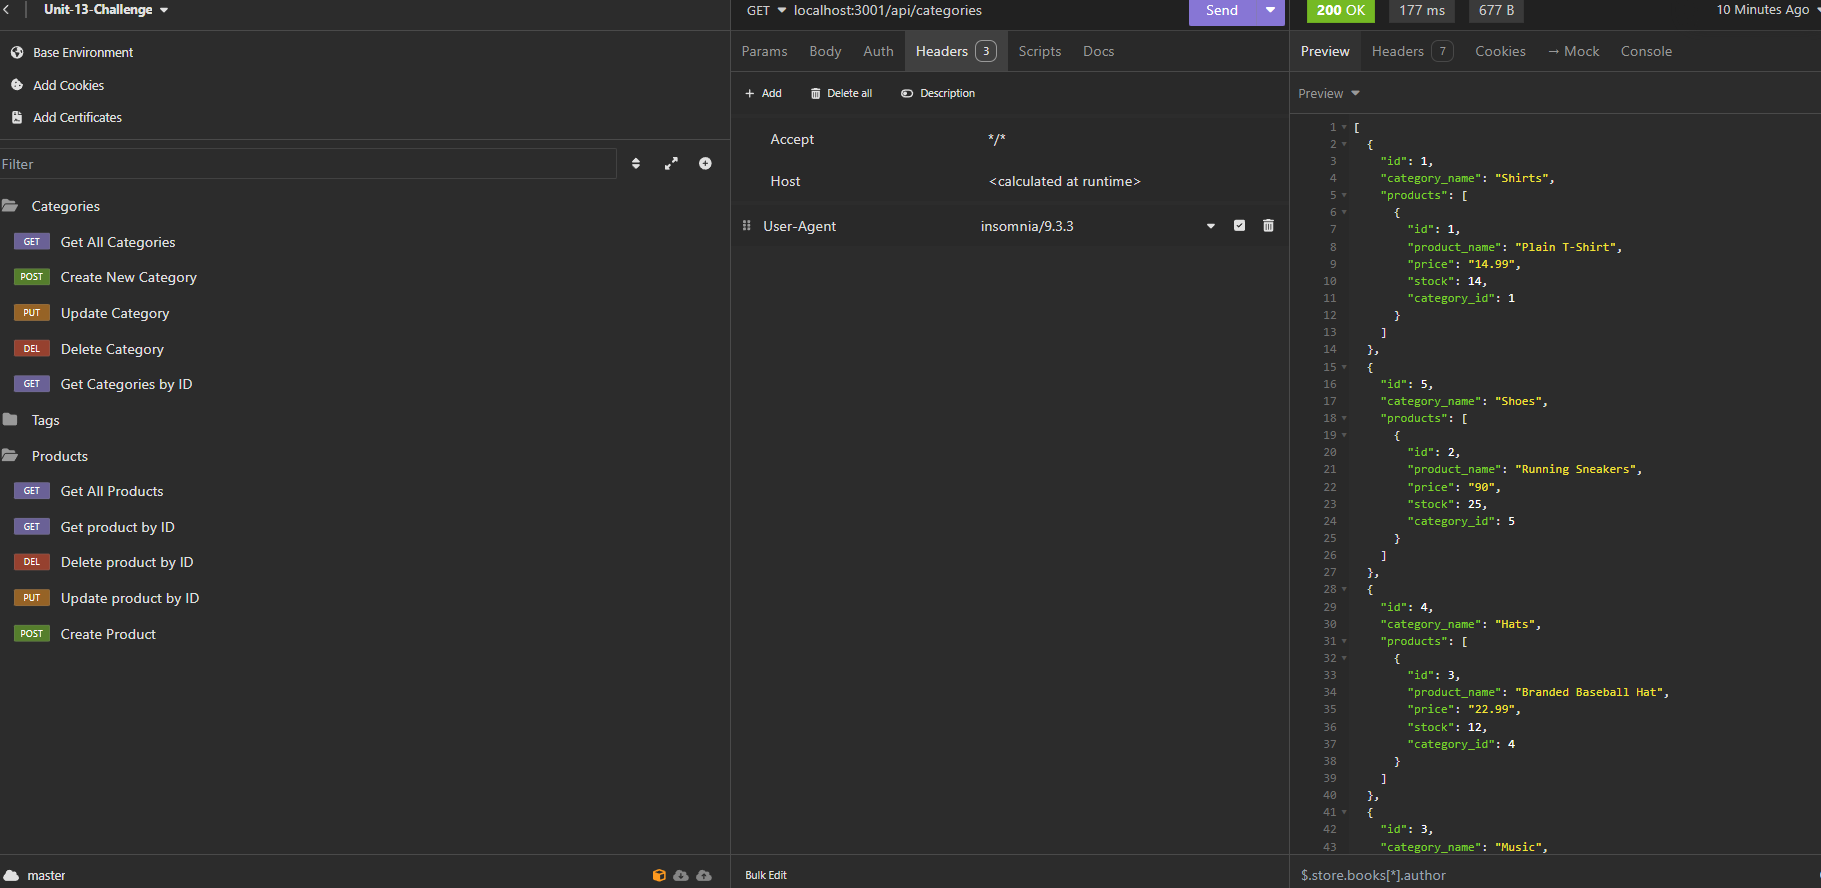 Unit-13-Challenge
Base Environment
Add Cookies
Add Certificates
Filter
Categories
GET Get All Categories
POST Create New Category
PUT Update Category
DEL Delete Category
GET Get Categories by ID
Tags
Products
GET Get All Products
GET Get product by ID
DEL Delete product by ID
PUT Update product by ID
POST Create Product
master
GET localhost:3001/api/categories Send
Params Body Auth Headers 3 Scripts Docs
Add Delete all Description
Accept */*
Host <calculated at runtime>
User-Agent insomnia/9.3.3
Bulk Edit
200 OK 177 ms 677 B 10 Minutes Ago
Preview Headers 7 Cookies → Mock Console
Preview
1 [
2 {
3 "id": 1,
4 "category_name": "Shirts",
5 "products": [
6 {
7 "id": 1,
8 "product_name": "Plain T-Shirt",
9 "price": "14.99",
10 "stock": 14,
11 "category_id": 1
12 }
13 ]
14 },
15 {
16 "id": 5,
17 "category_name": "Shoes",
18 "products": [
19 {
20 "id": 2,
21 "product_name": "Running Sneakers",
22 "price": "90",
23 "stock": 25,
24 "category_id": 5
25 }
26 ]
27 },
28 {
29 "id": 4,
30 "category_name": "Hats",
31 "products": [
32 {
33 "id": 3,
34 "product_name": "Branded Baseball Hat",
35 "price": "22.99",
36 "stock": 12,
37 "category_id": 4
38 }
39 ]
40 },
41 {
42 "id": 3,
43 "category_name": "Music",
$.store.books[*].author